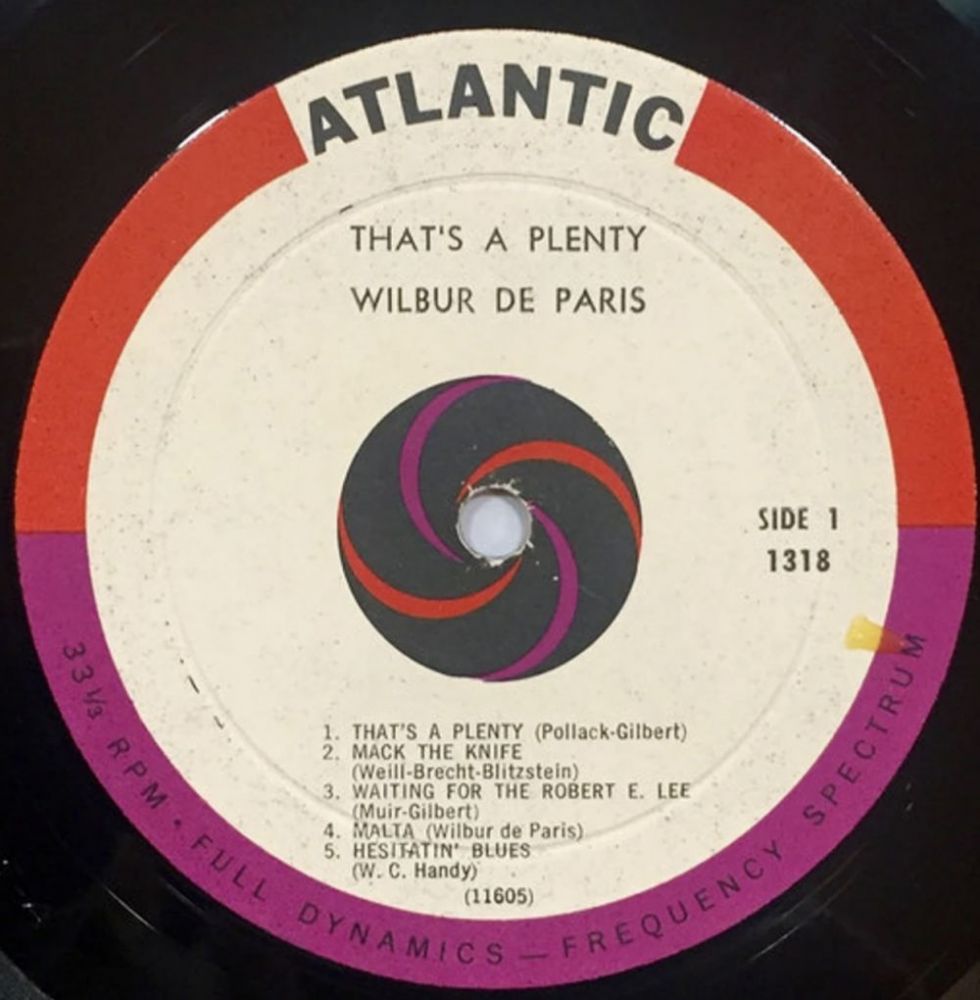 ATLANTIC
THAT'S A PLENTY
WILBUR DE PARIS
SIDE 1
1318
1. THAT'S A PLENTY (Pollack-Gilbert)
2. MACK THE KNIFE
(Weill-Brecht-Blitzstein)
3. WAITING FOR THE ROBERT E. LEE
(Muir-Gilbert)
4. MALTA (Wilbur de Paris)
5. HESITATIN' BLUES
(W. C. Handy)
(11605)
33⅓ RPM · FULL DYNAMICS — FREQUENCY SPECTRUM